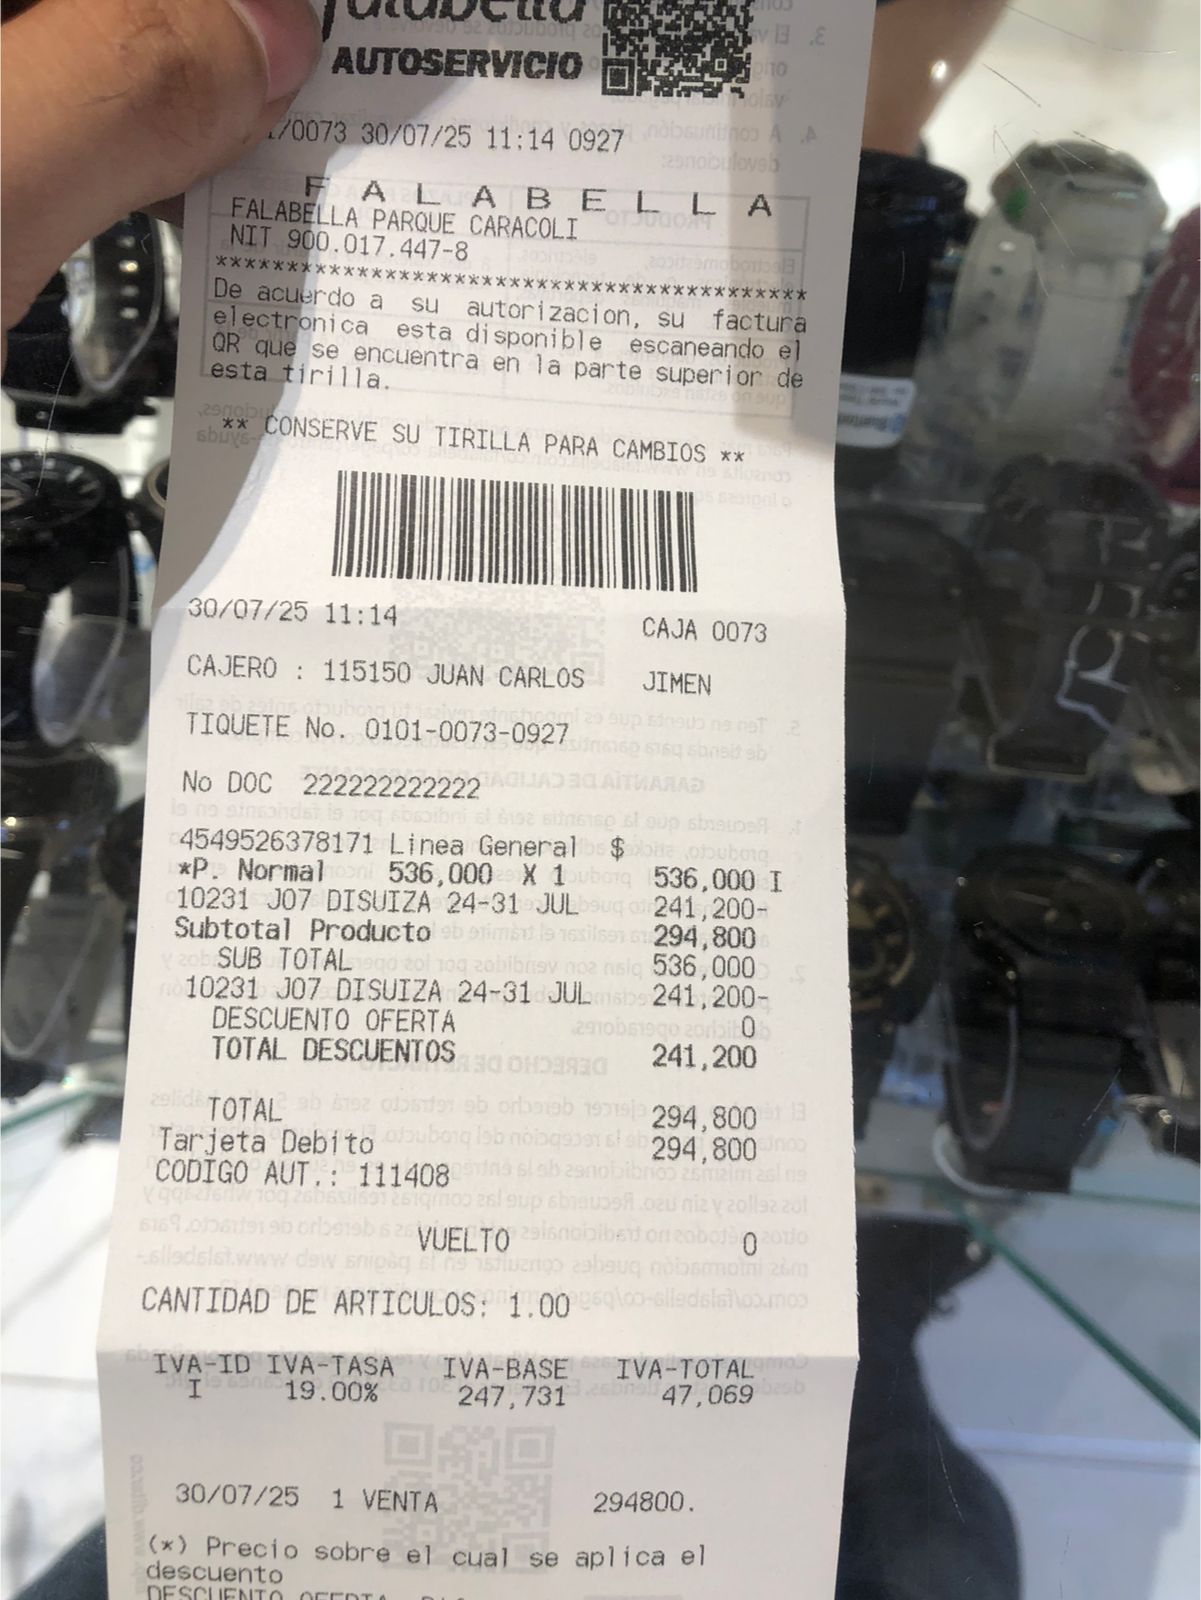 falabella
AUTOSERVICIO
1/0073 30/07/25 11:14 0927
F A L A B E L L A
FALABELLA PARQUE CARACOLI
NIT 900.017.447-8
******************************************
De acuerdo a su autorizacion, su factura
electronica esta disponible escaneando el
QR que se encuentra en la parte superior de
esta tirilla.
** CONSERVE SU TIRILLA PARA CAMBIOS **
30/07/25 11:14 CAJA 0073
CAJERO : 115150 JUAN CARLOS JIMEN
TIQUETE No. 0101-0073-0927
No DOC 222222222222
4549526378171 Linea General $
*P. Normal 536,000 X 1 536,000 I
10231 J07 DISUIZA 24-31 JUL 241,200-
Subtotal Producto 294,800
SUB TOTAL 536,000
10231 J07 DISUIZA 24-31 JUL 241,200-
DESCUENTO OFERTA 0
TOTAL DESCUENTOS 241,200
TOTAL 294,800
Tarjeta Debito 294,800
CODIGO AUT.: 111408
VUELTO 0
CANTIDAD DE ARTICULOS: 1.00
IVA-ID IVA-TASA IVA-BASE IVA-TOTAL
I 19.00% 247,731 47,069
30/07/25 1 VENTA 294800.
(*) Precio sobre el cual se aplica el
descuento
DESCUENTO OFERTA